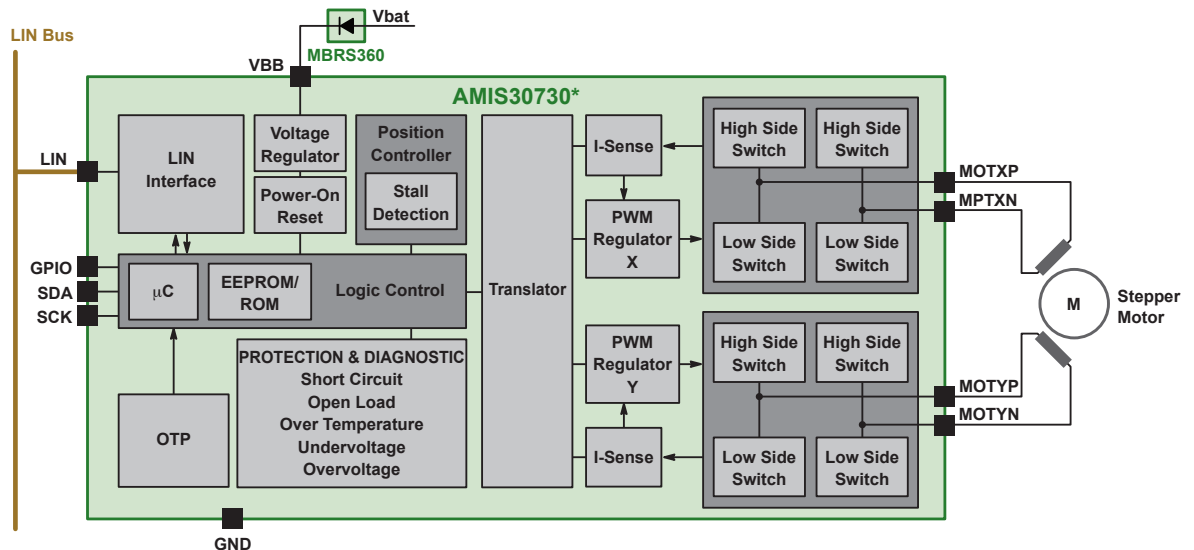 Vbat
LIN Bus
MBRS360
VBB
AMIS30730*
LIN
LIN
Interface
Voltage
Regulator
Power-On
Reset
Position
Controller
Stall
Detection
I-Sense
PWM
Regulator
X
High Side
Switch
High Side
Switch
Low Side
Switch
Low Side
Switch
MOTXP
MPTXN
GPIO
SDA
SCK
μC
EEPROM/
ROM
Logic Control
Translator
M
Stepper
Motor
PROTECTION & DIAGNOSTIC
Short Circuit
Open Load
Over Temperature
Undervoltage
Overvoltage
OTP
PWM
Regulator
Y
I-Sense
High Side
Switch
High Side
Switch
Low Side
Switch
Low Side
Switch
MOTYP
MOTYN
GND